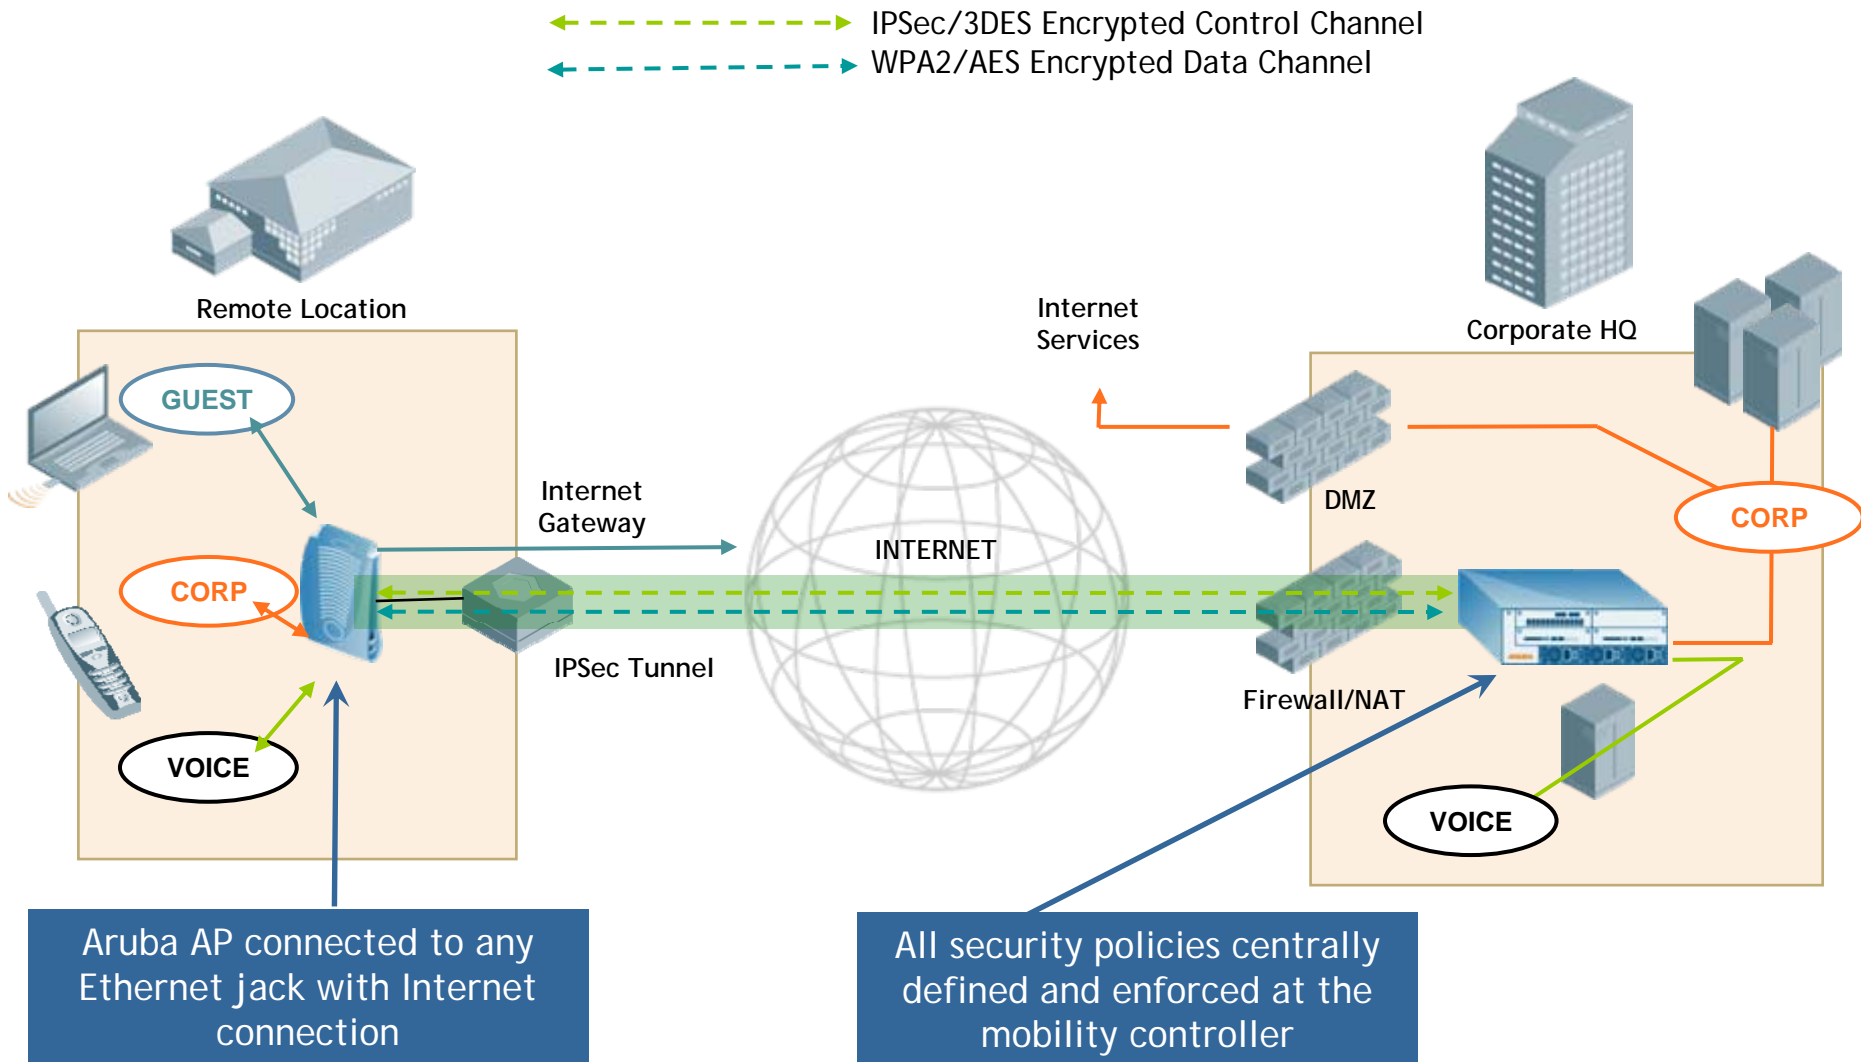 IPSec/3DES Encrypted Control Channel
WPA2/AES Encrypted Data Channel
Remote Location
Internet
Services
Corporate HQ
GUEST
Internet
Gateway
DMZ
CORP
INTERNET
CORP
IPSec Tunnel
Firewall/NAT
VOICE
VOICE
Aruba AP connected to any
Ethernet jack with Internet
connection
All security policies centrally
defined and enforced at the
mobility controller